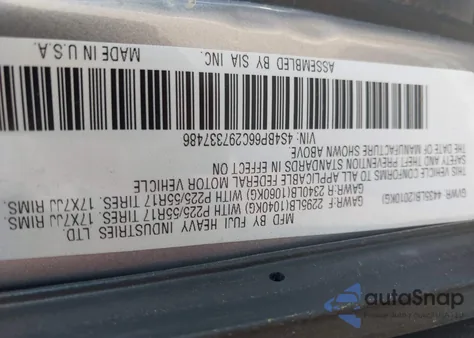 MFD BY FUJI HEAVY INDUSTRIES LTD.
GAWR-F: 2295LB(1040KG) WITH P225/55R17 TIRES, 17X7JJ RIMS
GAWR-R: 2340LB(1060KG) WITH P225/55R17 TIRES, 17X7JJ RIMS
THIS VEHICLE CONFORMS TO ALL APPLICABLE FEDERAL MOTOR VEHICLE
SAFETY AND THEFT PREVENTION STANDARDS IN EFFECT ON
THE DATE OF MANUFACTURE SHOWN ABOVE.
GVWR: 4435LB(2010KG)
VIN: 4S4BP66C297337486
ASSEMBLED BY SIA INC.
MADE IN U.S.A
autoSnap